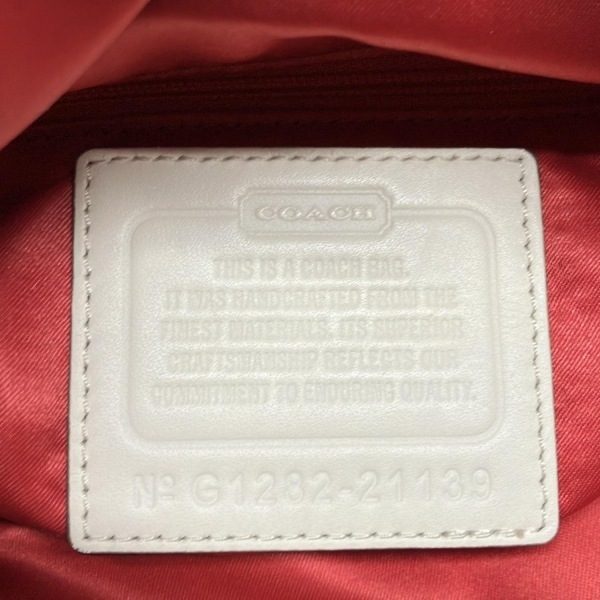 COACH
THIS IS A COACH BAG.
IT WAS HANDCRAFTED FROM THE
FINEST MATERIALS. ITS SUPERIOR
CRAFTSMANSHIP REFLECTS OUR
COMMITMENT TO ENDURING QUALITY.
Nº G1282-21139